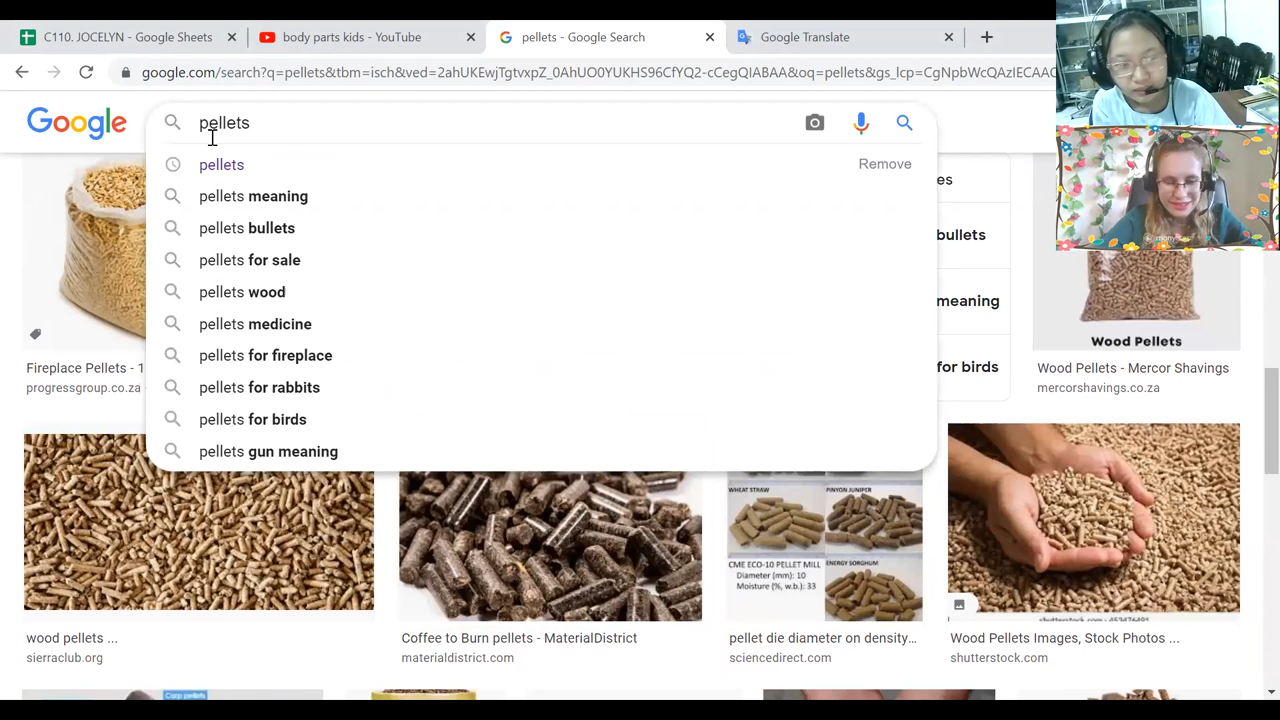 C110. JOCELYN - Google Sheets
body parts kids - YouTube
pellets - Google Search
Google Translate
google.com/search?q=pellets&tbm=isch&ved=2ahUKEwjTgtvxpZ_0AhUO0YUKHS96CfYQ2-cCegQIABAA&oq=pellets&gs_lcp=CgNpbWcQAzIECAAC
Google
pellets
pellets
Remove
pellets meaning
pellets bullets
pellets for sale
pellets wood
pellets medicine
pellets for fireplace
pellets for rabbits
pellets for birds
pellets gun meaning
es
bullets
meaning
for birds
Wood Pellets
Fireplace Pellets - 1
progressgroup.co.za
Wood Pellets - Mercor Shavings
mercorshavings.co.za
WHEAT STRAW
PINYON JUNIPER
CME ECO-10 PELLET MILL
Diameter (mm): 10
Moisture (%, w.b.): 33
ENERGY SORGHUM
wood pellets ...
sierraclub.org
Coffee to Burn pellets - MaterialDistrict
materialdistrict.com
pellet die diameter on density...
sciencedirect.com
Wood Pellets Images, Stock Photos ...
shutterstock.com
Carp pellets